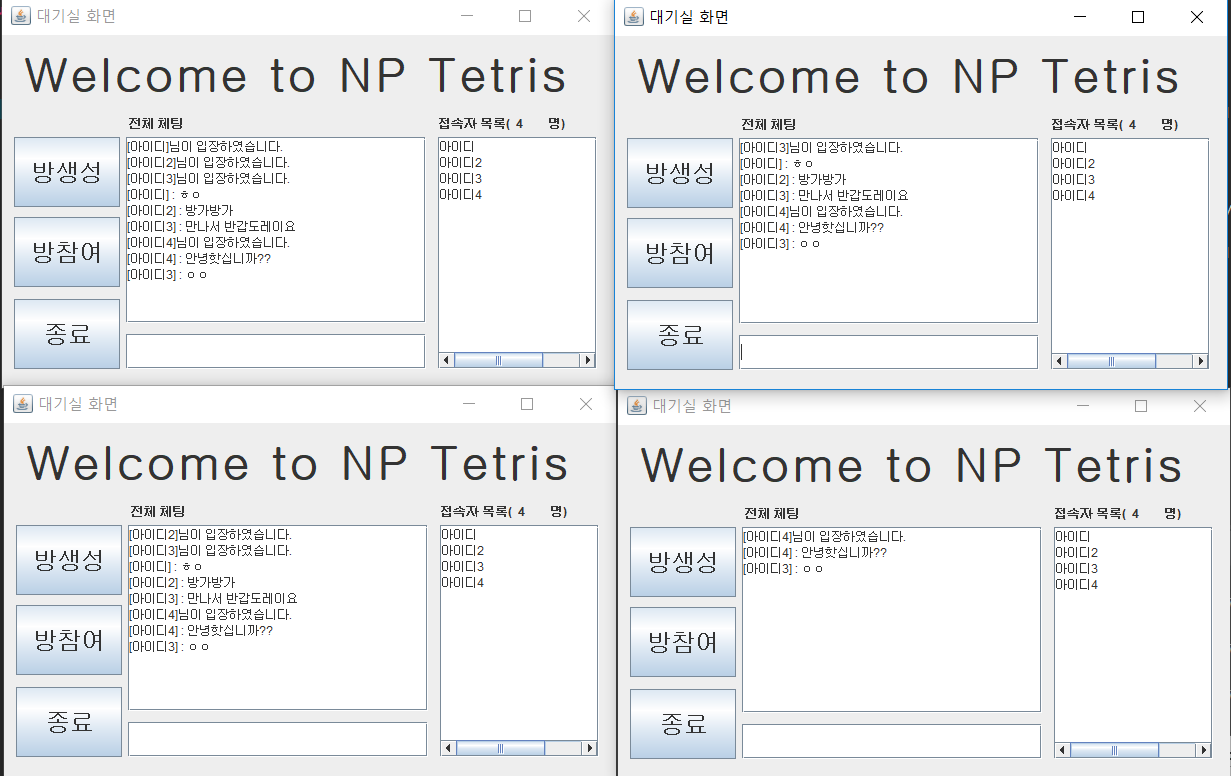 대기실 화면
Welcome to NP Tetris
전체 체팅
접속자 목록( 4 명)
방생성
방참여
종료
[아이디]님이 입장하였습니다.
[아이디2]님이 입장하였습니다.
[아이디3]님이 입장하였습니다.
[아이디] : ㅎㅇ
[아이디2] : 방가방가
[아이디3] : 만나서 반갑도레이요
[아이디4]님이 입장하였습니다.
[아이디4] : 안녕핫십니까??
[아이디3] : ㅇㅇ
아이디
아이디2
아이디3
아이디4
대기실 화면
Welcome to NP Tetris
전체 체팅
접속자 목록( 4 명)
방생성
방참여
종료
[아이디3]님이 입장하였습니다.
[아이디] : ㅎㅇ
[아이디2] : 방가방가
[아이디3] : 만나서 반갑도레이요
[아이디4]님이 입장하였습니다.
[아이디4] : 안녕핫십니까??
[아이디3] : ㅇㅇ
아이디
아이디2
아이디3
아이디4
대기실 화면
Welcome to NP Tetris
전체 체팅
접속자 목록( 4 명)
방생성
방참여
종료
[아이디2]님이 입장하였습니다.
[아이디3]님이 입장하였습니다.
[아이디] : ㅎㅇ
[아이디2] : 방가방가
[아이디3] : 만나서 반갑도레이요
[아이디4]님이 입장하였습니다.
[아이디4] : 안녕핫십니까??
[아이디3] : ㅇㅇ
아이디
아이디2
아이디3
아이디4
대기실 화면
Welcome to NP Tetris
전체 체팅
접속자 목록( 4 명)
방생성
방참여
종료
[아이디4]님이 입장하였습니다.
[아이디4] : 안녕핫십니까??
[아이디3] : ㅇㅇ
아이디
아이디2
아이디3
아이디4